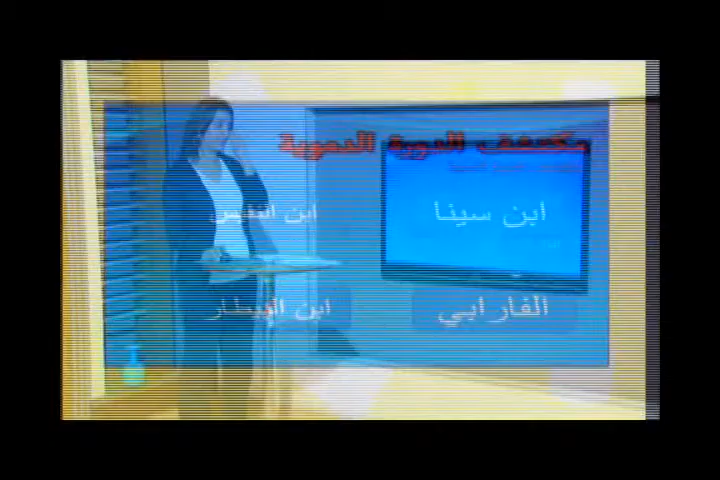 مكتشف الدورة الدموية
ابن سينا
ابن النفيس
الفارابي
ابن البيطار